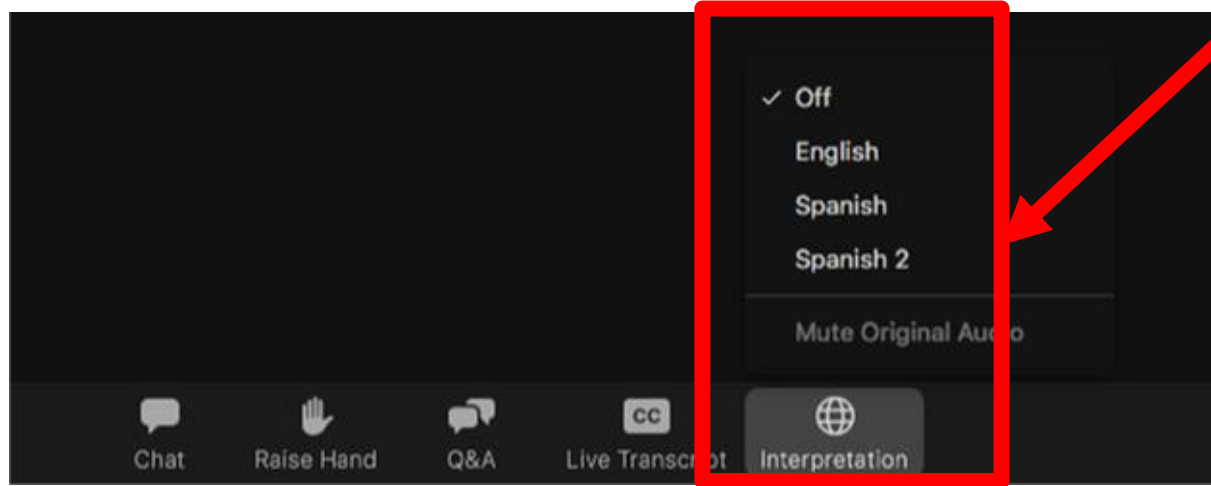 ✓ Off
English
Spanish
Spanish 2
Mute Original Audio
Chat Raise Hand Q&A CC Live Transcript Interpretation